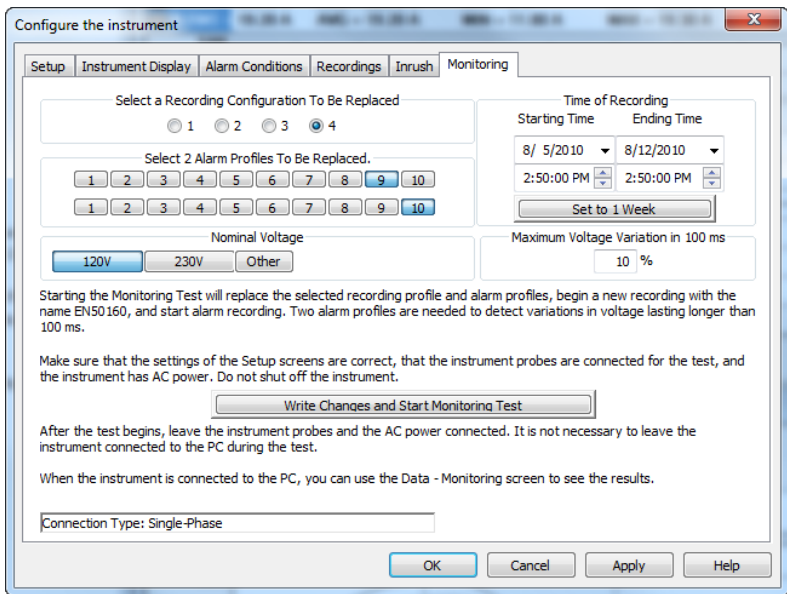 Configure the instrument
Setup Instrument Display Alarm Conditions Recordings Inrush Monitoring
Select a Recording Configuration To Be Replaced
1 2 3 4
Select 2 Alarm Profiles To Be Replaced.
1 2 3 4 5 6 7 8 9 10
1 2 3 4 5 6 7 8 9 10
Time of Recording
Starting Time Ending Time
8/ 5/2010 8/12/2010
2:50:00 PM 2:50:00 PM
Set to 1 Week
Nominal Voltage
120V 230V Other
Maximum Voltage Variation in 100 ms
10 %
Starting the Monitoring Test will replace the selected recording profile and alarm profiles, begin a new recording with the
name EN50160, and start alarm recording. Two alarm profiles are needed to detect variations in voltage lasting longer than
100 ms.
Make sure that the settings of the Setup screens are correct, that the instrument probes are connected for the test, and
the instrument has AC power. Do not shut off the instrument.
Write Changes and Start Monitoring Test
After the test begins, leave the instrument probes and the AC power connected. It is not necessary to leave the
instrument connected to the PC during the test.
When the instrument is connected to the PC, you can use the Data - Monitoring screen to see the results.
Connection Type: Single-Phase
OK Cancel Apply Help